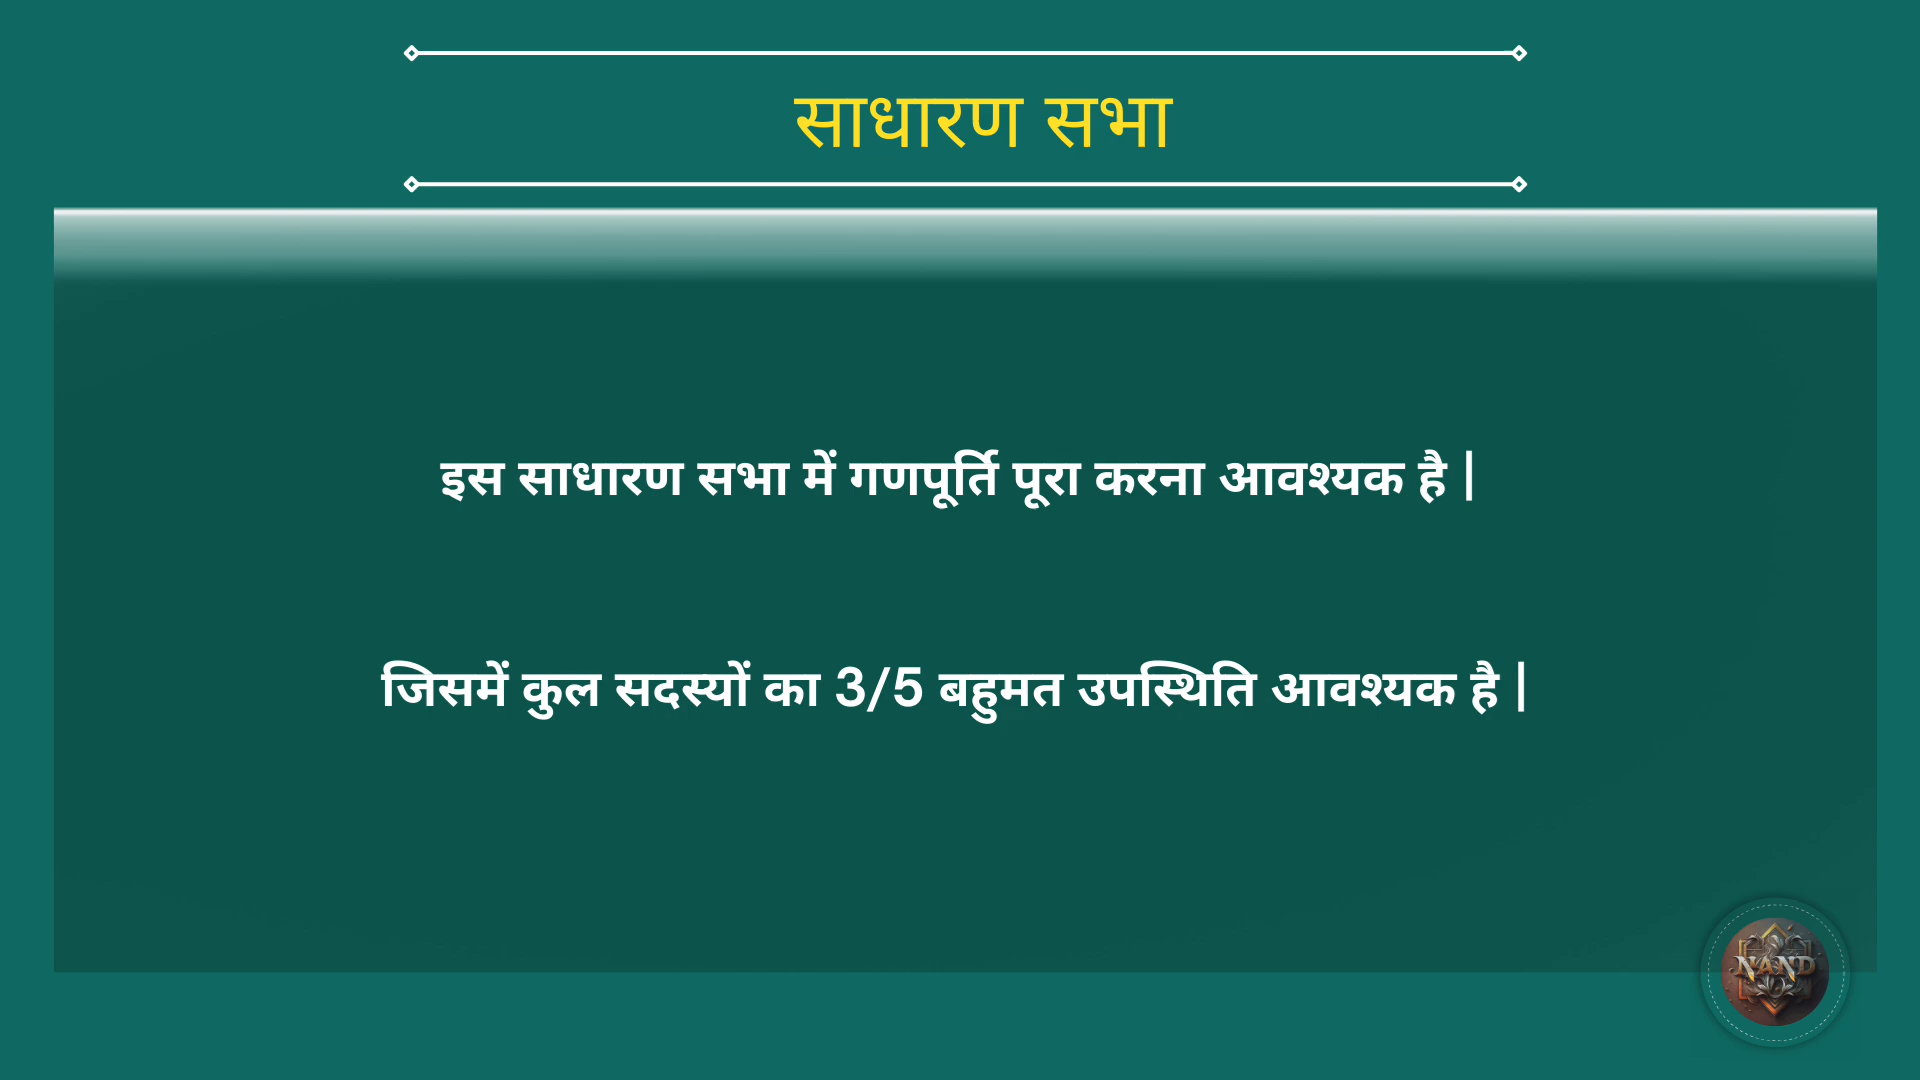 साधारण सभा
इस साधारण सभा में गणपूर्ति पूरा करना आवश्यक है |
जिसमें कुल सदस्यों का 3/5 बहुमत उपस्थिति आवश्यक है |
NAND